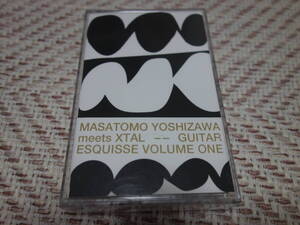 MASATOMO YOSHIZAWA
meets XTAL -- GUITAR
ESQUISSE VOLUME ONE